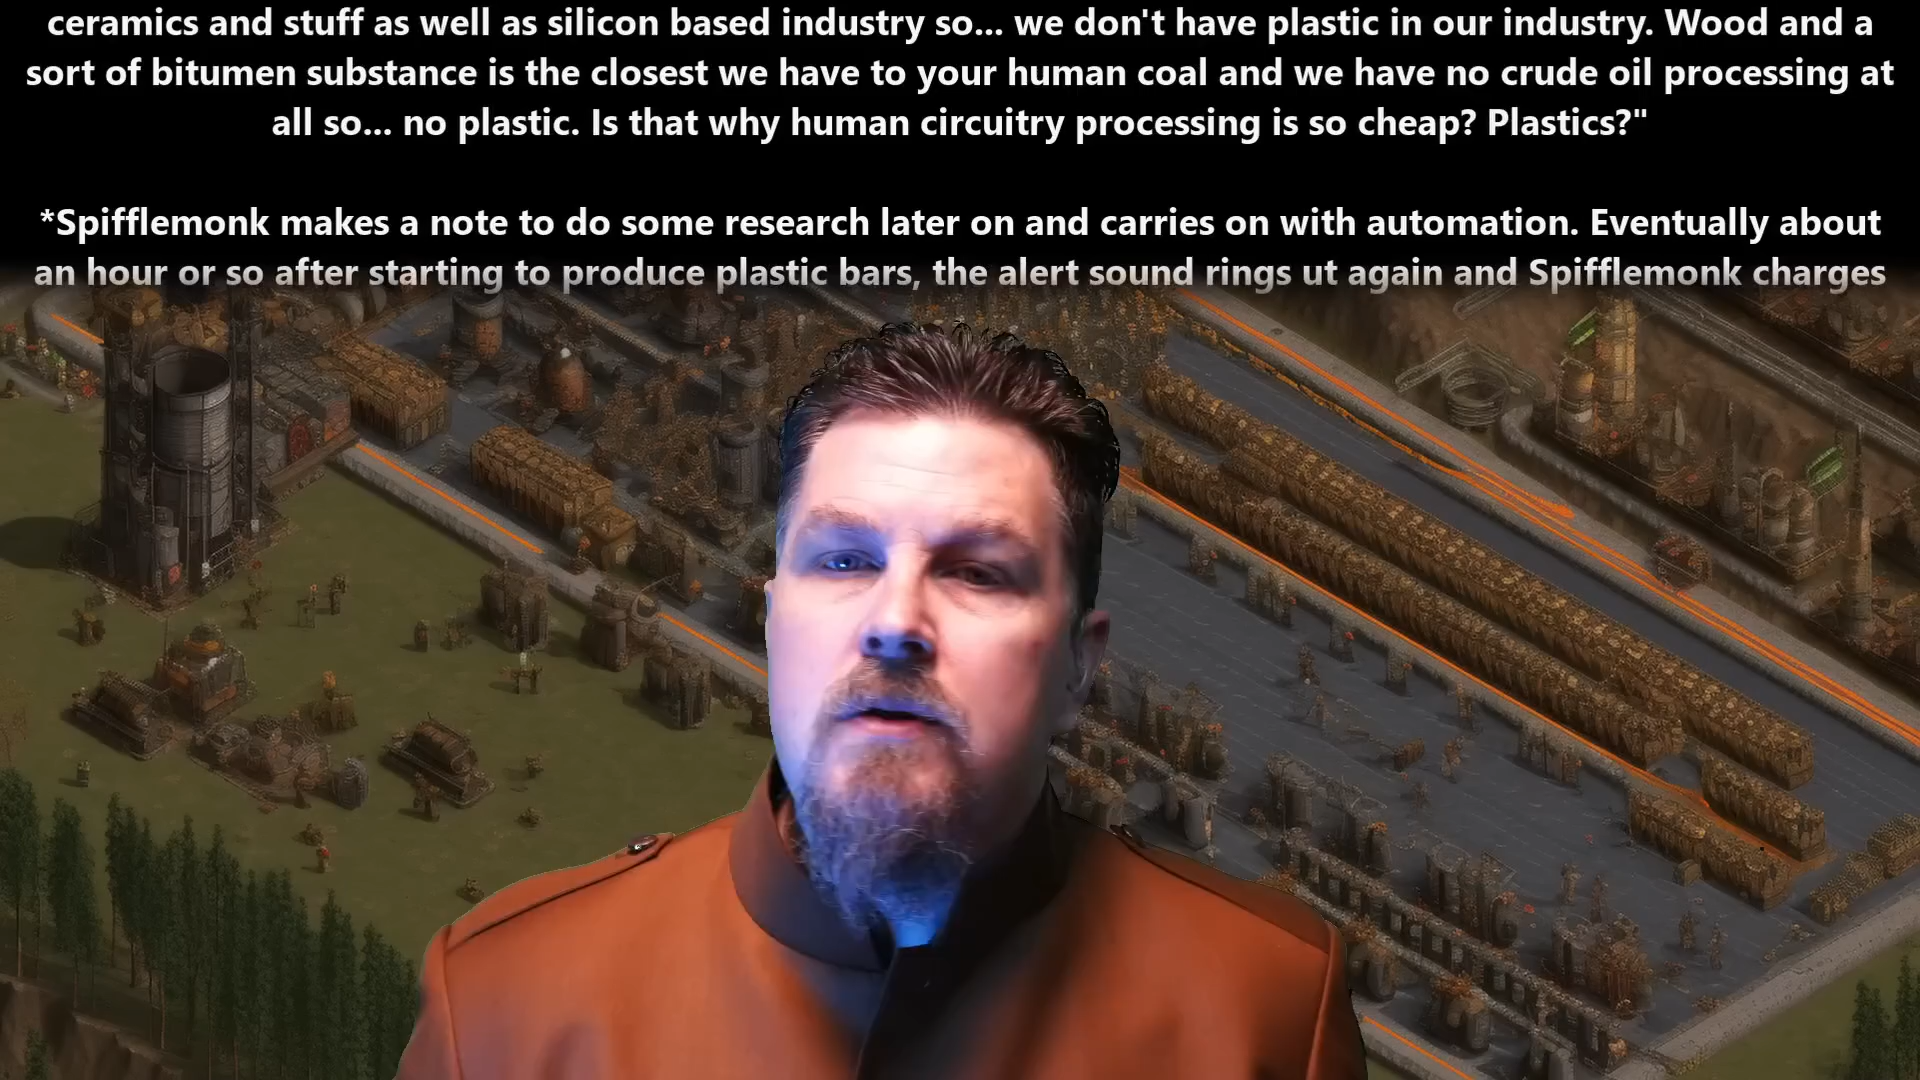 ceramics and stuff as well as silicon based industry so... we don't have plastic in our industry. Wood and a
sort of bitumen substance is the closest we have to your human coal and we have no crude oil processing at
all so... no plastic. Is that why human circuitry processing is so cheap? Plastics?"
*Spifflemonk makes a note to do some research later on and carries on with automation. Eventually about
an hour or so after starting to produce plastic bars, the alert sound rings ut again and Spifflemonk charges